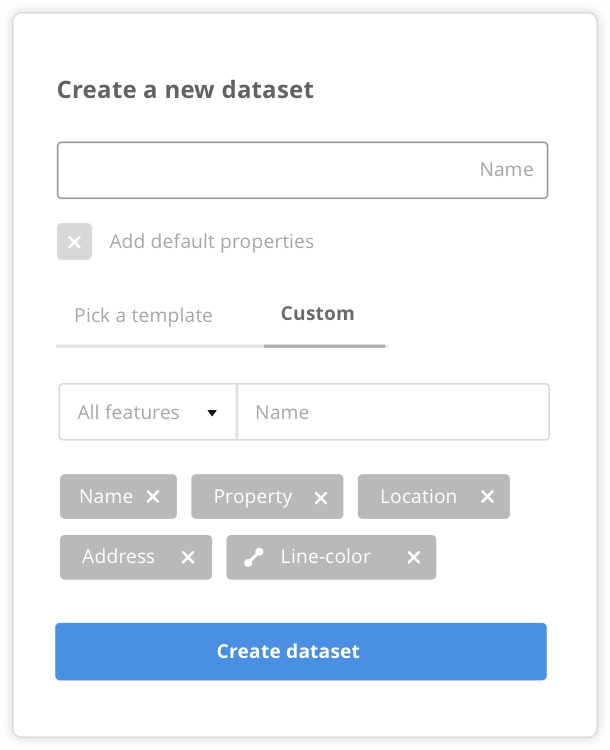 Create a new dataset
Name
Add default properties
Pick a template Custom
All features Name
Name Property Location
Address Line-color
Create dataset